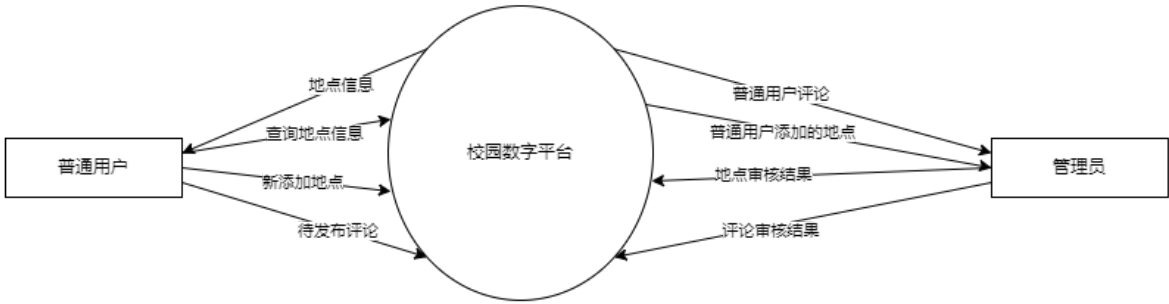 地点信息
查询地点信息
普通用户
新添加地点
待发布评论
校园数字平台
普通用户评论
普通用户添加的地点
地点审核结果
评论审核结果
管理员